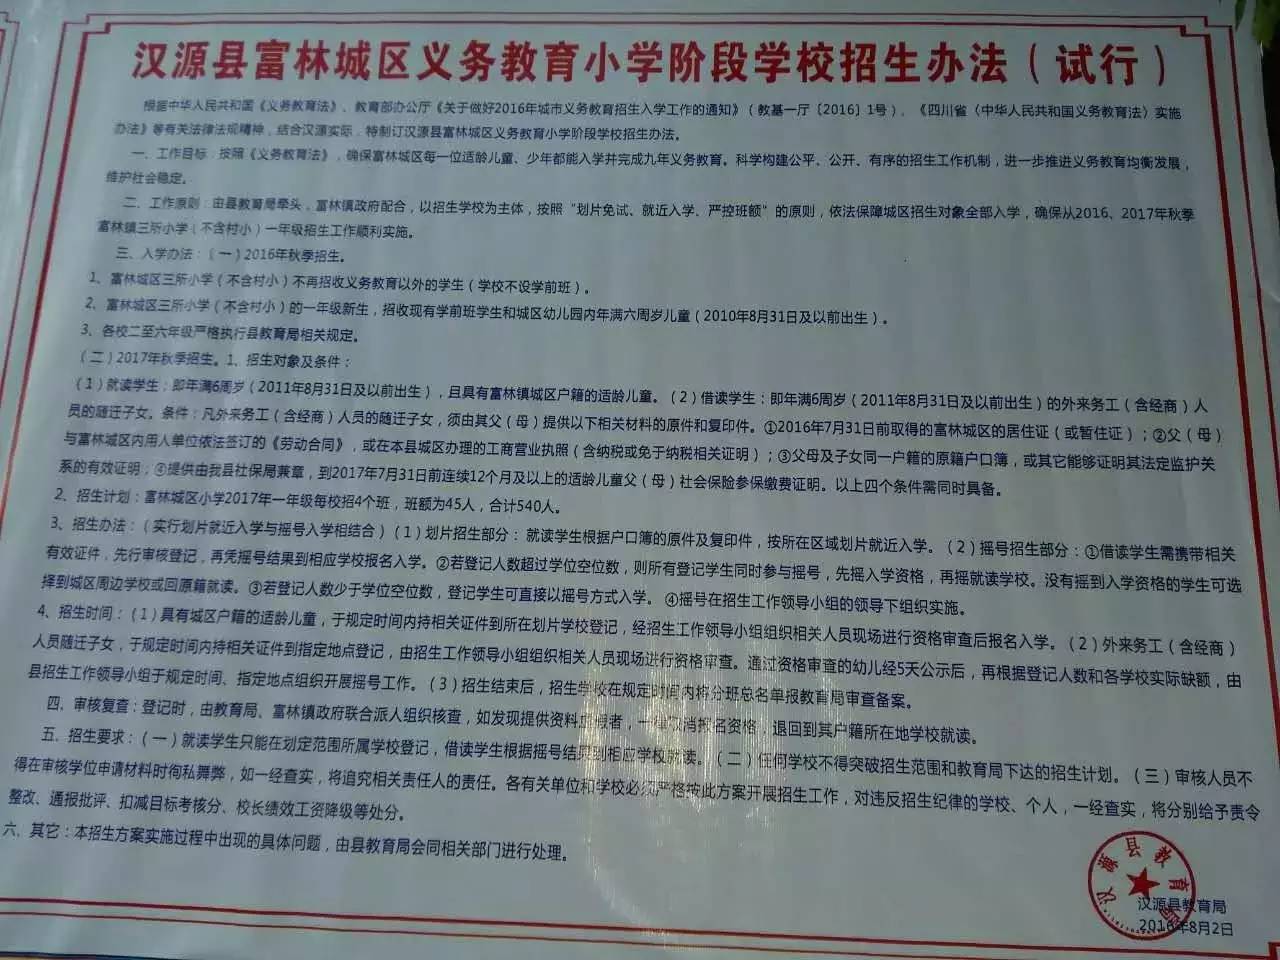 汉源县富林城区义务教育小学阶段学校招生办法（试行）
根据中华人民共和国《义务教育法》、教育部办公厅《关于做好2016年城市义务教育招生入学工作的通知》（教基一厅〔2016〕1号）、《四川省〈中华人民共和国义务教育法〉实施
办法》等有关法律法规精神，结合汉源实际，特制订汉源县富林城区义务教育小学阶段学校招生办法。
一、工作目标：按照《义务教育法》，确保富林城区每一位适龄儿童、少年都能入学并完成九年义务教育。科学构建公平、公开、有序的招生工作机制，进一步推进义务教育均衡发展，
维护社会稳定。
二、工作原则：由县教育局牵头，富林镇政府配合，以招生学校为主体，按照“划片免试、就近入学、严控班额”的原则，依法保障城区招生对象全部入学，确保从2016、2017年秋季
富林镇三所小学（不含村小）一年级招生工作顺利实施。
三、入学办法：（一）2016年秋季招生。
1、富林城区三所小学（不含村小）不再招收义务教育以外的学生（学校不设学前班）。
2、富林城区三所小学（不含村小）的一年级新生，招收现有学前班学生和城区幼儿园内年满六周岁儿童（2010年8月31日及以前出生）。
3、各校二至六年级严格执行县教育局相关规定。
（二）2017年秋季招生。1、招生对象及条件：
（1）就读学生：即年满6周岁（2011年8月31日及以前出生），且具有富林镇城区户籍的适龄儿童。（2）借读学生：即年满6周岁（2011年8月31日及以前出生）的外来务工（含经商）人
员的随迁子女。条件：凡外来务工（含经商）人员的随迁子女，须由其父（母）提供以下相关材料的原件和复印件。①2016年7月31日前取得的富林城区的居住证（或暂住证）；②父（母）
与富林城区内用人单位依法签订的《劳动合同》，或在本县城区办理的工商营业执照（含纳税或免于纳税相关证明）；③父母及子女同一户籍的原籍户口簿，或其它能够证明其法定监护关
系的有效证明；④提供由我县社保局兼章，到2017年7月31日前连续12个月及以上的适龄儿童父（母）社会保险参保缴费证明。以上四个条件需同时具备。
2、招生计划：富林城区小学2017年一年级每校招4个班，班额为45人，合计540人。
3、招生办法：（实行划片就近入学与摇号入学相结合）（1）划片招生部分： 就读学生根据户口簿的原件及复印件，按所在区域划片就近入学。（2）摇号招生部分：①借读学生需携带相关
有效证件，先行审核登记，再凭摇号结果到相应学校报名入学。②若登记人数超过学位空位数，则所有登记学生同时参与摇号，先摇入学资格，再摇就读学校。没有摇到入学资格的学生可选
择到城区周边学校或回原籍就读。③若登记人数少于学位空位数，登记学生可直接以摇号方式入学。④摇号在招生工作领导小组的领导下组织实施。
4、招生时间：（1）具有城区户籍的适龄儿童，于规定时间内持相关证件到所在划片学校登记，经招生工作领导小组组织相关人员现场进行资格审查后报名入学。（2）外来务工（含经商）
人员随迁子女，于规定时间内持相关证件到指定地点登记，由招生工作领导小组组织相关人员现场进行资格审查。通过资格审查的幼儿经5天公示后，再根据登记人数和各学校实际缺额，由
县招生工作领导小组于规定时间、指定地点组织开展摇号工作。（3）招生结束后，招生学校在规定时间内将分班总名单报教育局审查备案。
四、审核复查：登记时，由教育局、富林镇政府联合派人组织核查，如发现提供资料虚假者，一律取消报名资格，退回到其户籍所在地学校就读。
五、招生要求：（一）就读学生只能在划定范围所属学校登记，借读学生根据摇号结果到相应学校就读。（二）任何学校不得突破招生范围和教育局下达的招生计划。（三）审核人员不
得在审核学位申请材料时徇私舞弊，如一经查实，将追究相关责任人的责任。各有关单位和学校必须严格按此方案开展招生工作，对违反招生纪律的学校、个人，一经查实，将分别给予责令
整改、通报批评、扣减目标考核分、校长绩效工资降级等处分。
六、其它：本招生方案实施过程中出现的具体问题，由县教育局会同相关部门进行处理。
汉源县教育局
汉源县教育局
2016年8月2日